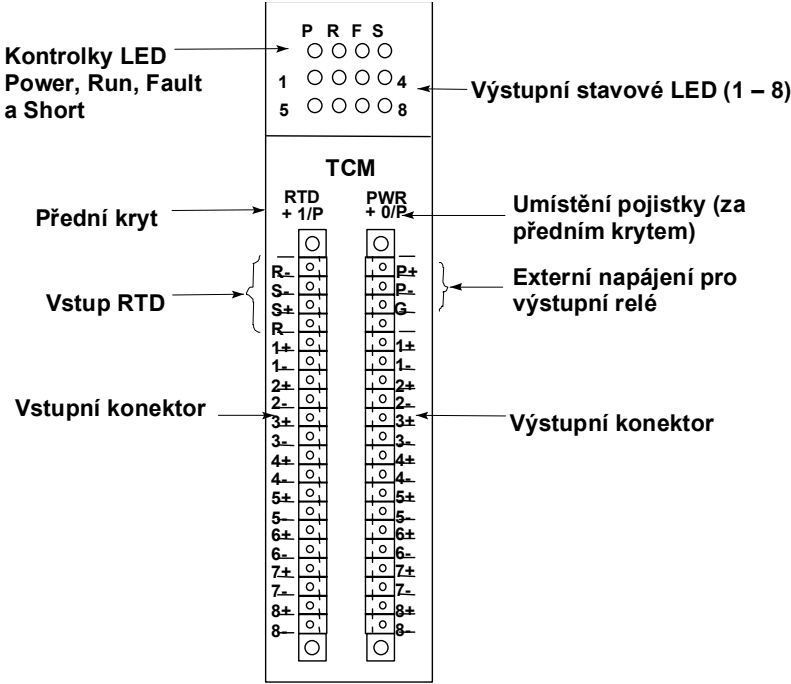 P R F S
Kontrolky LED
Power, Run, Fault
a Short
1
4
5
8
Výstupní stavové LED (1 – 8)
TCM
RTD
+ 1/P
PWR
+ 0/P
Přední kryt
Umístění pojistky (za
předním krytem)
Vstup RTD
R-
S-
S+
R
P+
P-
G
Externí napájení pro
výstupní relé
1+
1-
2+
2-
3+
3-
4+
4-
5+
5-
6+
6-
7+
7-
8+
8-
1+
1-
2+
2-
3+
3-
4+
4-
5+
5-
6+
6-
7+
7-
8+
8-
Vstupní konektor
Výstupní konektor